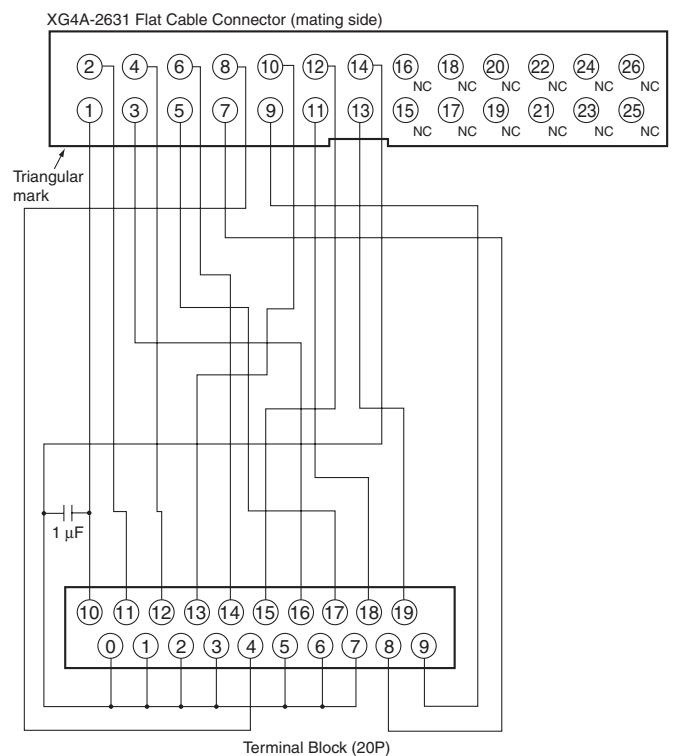 XG4A-2631 Flat Cable Connector (mating side)
2 4 6 8 10 12 14 16 18 20 22 24 26
NC NC NC NC NC NC
1 3 5 7 9 11 13 15 17 19 21 23 25
NC NC NC NC NC NC
Triangular
mark
1 μF
10 11 12 13 14 15 16 17 18 19
0 1 2 3 4 5 6 7 8 9
Terminal Block (20P)